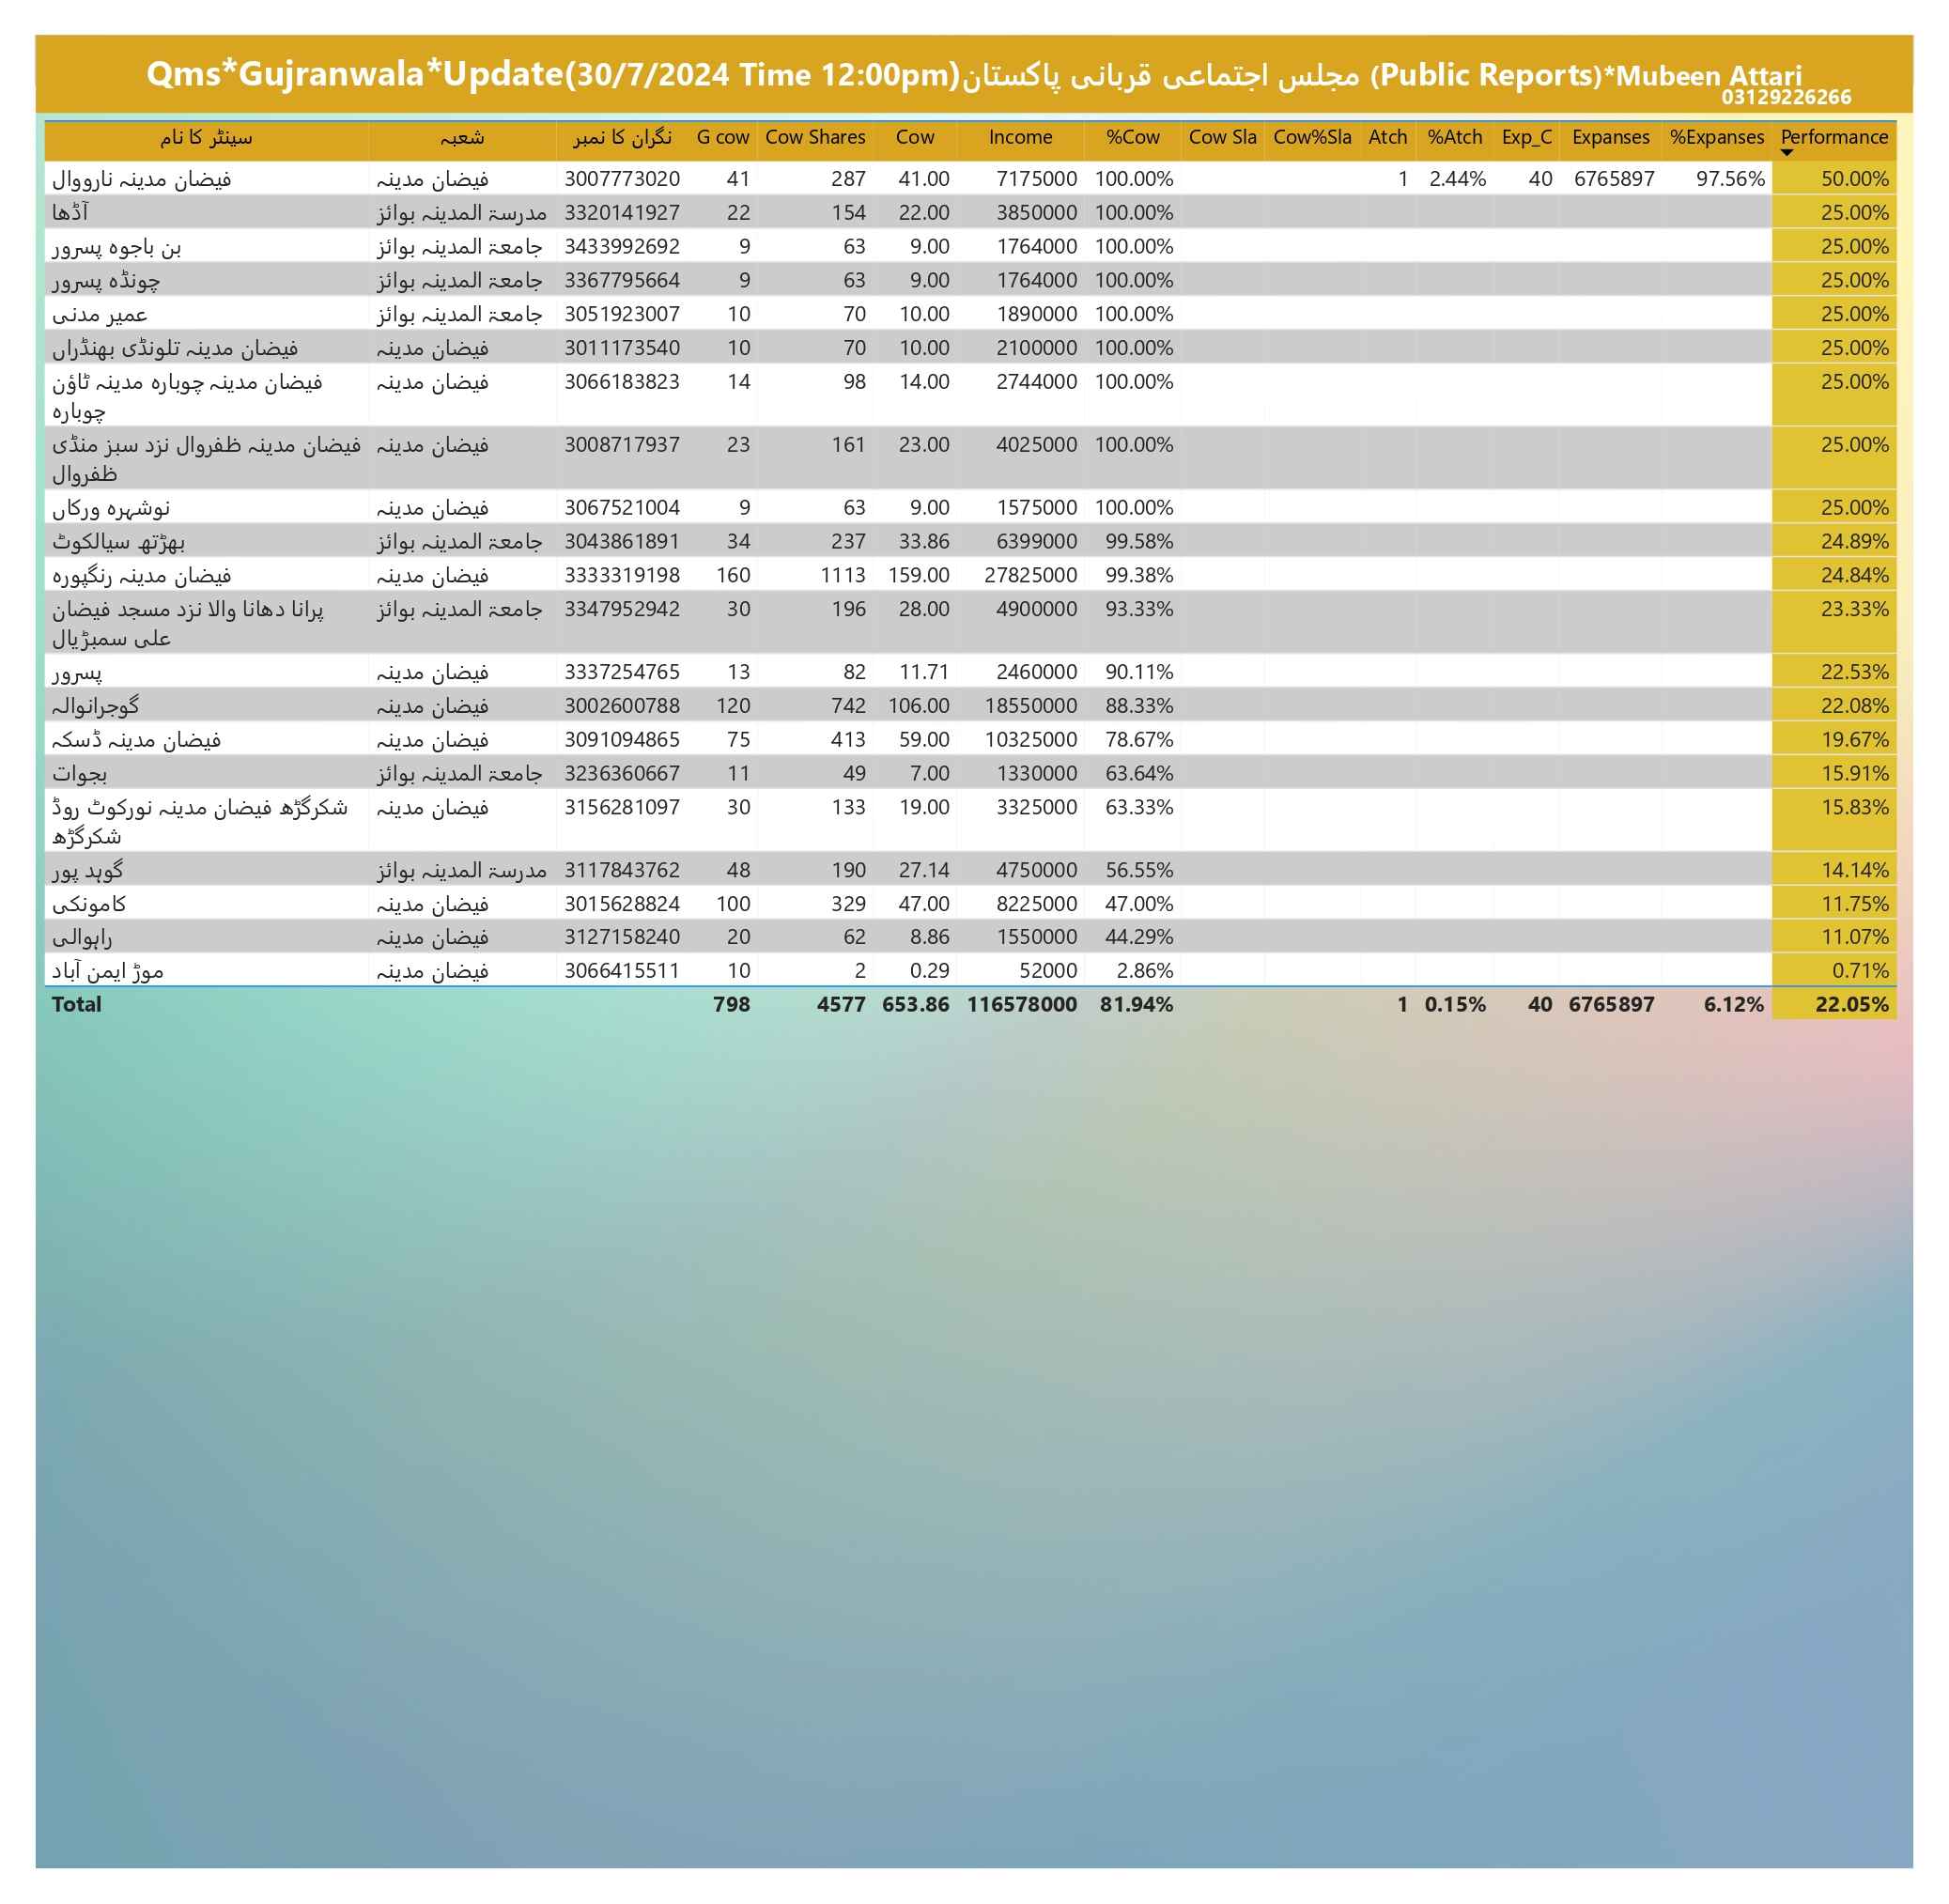 Qms*Gujranwala*Update(30/7/2024 Time 12:00pm)مجلس اجتماعی قربانی پاکستان (Public Reports)*Mubeen Attari
03129226266
سینٹر کا نام شعبہ نگران کا نمبر G cow Cow Shares Cow Income %Cow Cow Sla Cow%Sla Atch %Atch Exp_C Expanses %Expanses Performance
فیضان مدینہ نارووال فیضان مدینہ 3007773020 41 287 41.00 7175000 100.00% 1 2.44% 40 6765897 97.56% 50.00%
آڈھا مدرسۃ المدینہ بوائز 3320141927 22 154 22.00 3850000 100.00% 25.00%
بن باجوہ پسرور جامعۃ المدینہ بوائز 3433992692 9 63 9.00 1764000 100.00% 25.00%
چونڈہ پسرور جامعۃ المدینہ بوائز 3367795664 9 63 9.00 1764000 100.00% 25.00%
عمیر مدنی جامعۃ المدینہ بوائز 3051923007 10 70 10.00 1890000 100.00% 25.00%
فیضان مدینہ تلونڈی بھنڈراں فیضان مدینہ 3011173540 10 70 10.00 2100000 100.00% 25.00%
فیضان مدینہ چوبارہ مدینہ ٹاؤن فیضان مدینہ 3066183823 14 98 14.00 2744000 100.00% 25.00%
چوبارہ
فیضان مدینہ ظفروال نزد سبز منڈی فیضان مدینہ 3008717937 23 161 23.00 4025000 100.00% 25.00%
ظفروال
نوشہرہ ورکاں فیضان مدینہ 3067521004 9 63 9.00 1575000 100.00% 25.00%
بھڑتھ سیالکوٹ جامعۃ المدینہ بوائز 3043861891 34 237 33.86 6399000 99.58% 24.89%
فیضان مدینہ رنگپورہ فیضان مدینہ 3333319198 160 1113 159.00 27825000 99.38% 24.84%
پرانا دھانا والا نزد مسجد فیضان جامعۃ المدینہ بوائز 3347952942 30 196 28.00 4900000 93.33% 23.33%
علی سمبڑیال
پسرور فیضان مدینہ 3337254765 13 82 11.71 2460000 90.11% 22.53%
گوجرانوالہ فیضان مدینہ 3002600788 120 742 106.00 18550000 88.33% 22.08%
فیضان مدینہ ڈسکہ فیضان مدینہ 3091094865 75 413 59.00 10325000 78.67% 19.67%
بجوات جامعۃ المدینہ بوائز 3236360667 11 49 7.00 1330000 63.64% 15.91%
شکرگڑھ فیضان مدینہ نورکوٹ روڈ فیضان مدینہ 3156281097 30 133 19.00 3325000 63.33% 15.83%
شکرگڑھ
گوہد پور مدرسۃ المدینہ بوائز 3117843762 48 190 27.14 4750000 56.55% 14.14%
کامونکی فیضان مدینہ 3015628824 100 329 47.00 8225000 47.00% 11.75%
راہوالی فیضان مدینہ 3127158240 20 62 8.86 1550000 44.29% 11.07%
موڑ ایمن آباد فیضان مدینہ 3066415511 10 2 0.29 52000 2.86% 0.71%
Total 798 4577 653.86 116578000 81.94% 1 0.15% 40 6765897 6.12% 22.05%